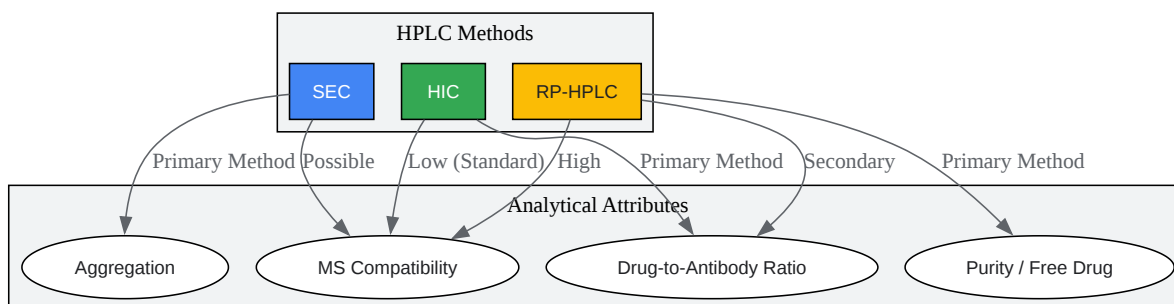 HPLC Methods
SEC
HIC
RP-HPLC
Primary Method
Possible
Low (Standard)
High
Primary Method
Secondary
Primary Method
Analytical Attributes
Aggregation
MS Compatibility
Drug-to-Antibody Ratio
Purity / Free Drug